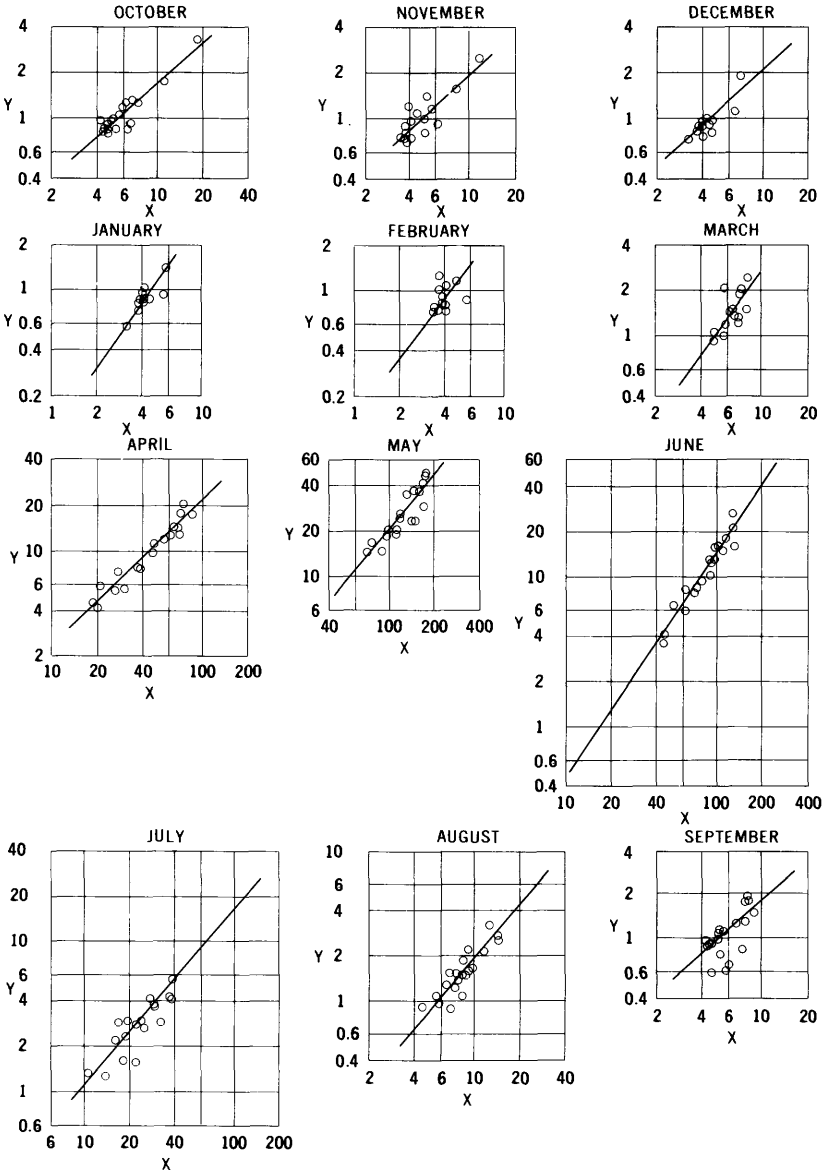 OCTOBER
4
2
Y
1
0.6
0.4
2 4 6 10 20 40
X
NOVEMBER
4
2
Y
1
0.6
0.4
2 4 6 10 20
X
DECEMBER
4
2
Y
1
0.6
0.4
2 4 6 10 20
X
JANUARY
2
1
Y
0.6
0.4
0.2
1 2 4 6 10
X
FEBRUARY
2
1
Y
0.6
0.4
0.2
1 2 4 6 10
X
MARCH
4
2
Y
1
0.6
0.4
2 4 6 10 20
X
APRIL
40
20
10
Y
6
4
2
10 20 40 100 200
X
MAY
60
40
20
Y
10
6
40 100 200 400
X
JUNE
60
40
20
10
6
Y
4
2
1
0.6
0.4
10 20 40 100 200 400
X
JULY
40
20
10
6
Y
4
2
1
0.6
6 10 20 40 100 200
X
AUGUST
10
6
4
Y
2
1
0.6
0.4
2 4 6 10 20 40
X
SEPTEMBER
4
2
Y
1
0.6
0.4
2 4 6 10 20
X